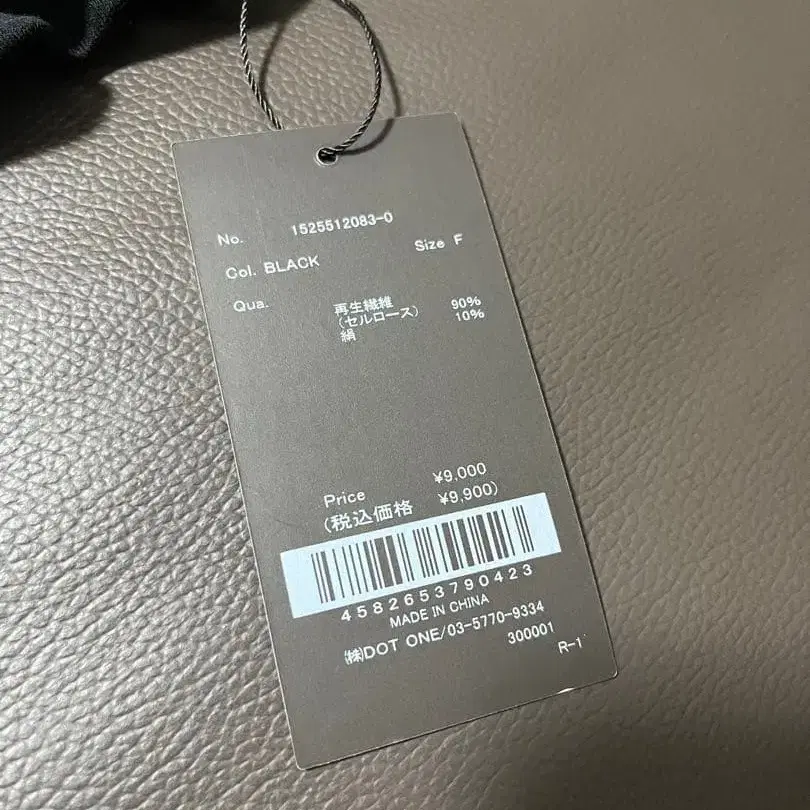 No. 1525512083-0
Col. BLACK Size F
Qua. 再生繊維 90%
(セルロース) 10%
絹
Price ¥9,000
(税込価格 ¥9,900)
4582653790423
MADE IN CHINA
㈱DOT ONE/03-5770-9334
300001
R-1